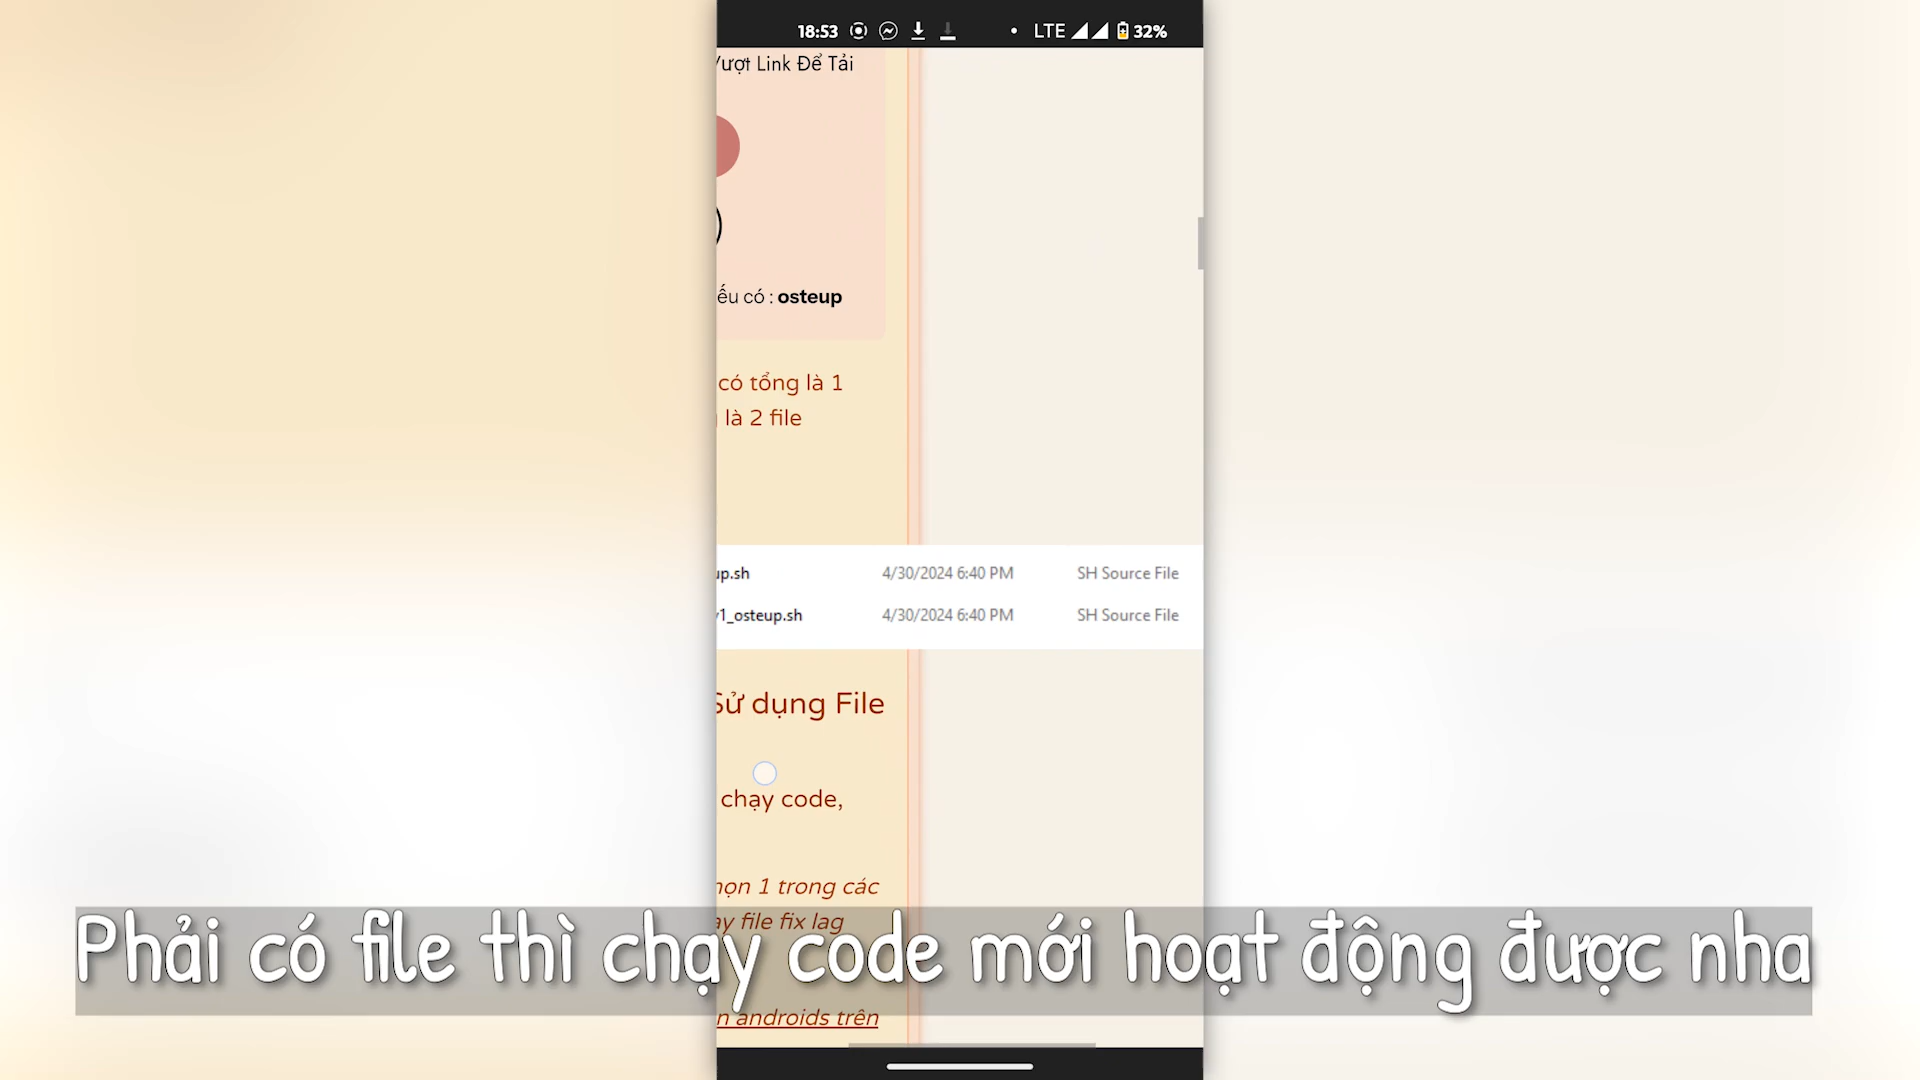 18:53 LTE 32%
Vượt Link Để Tải
ếu có : osteup
có tổng là 1
là 2 file
up.sh 4/30/2024 6:40 PM SH Source File
v1_osteup.sh 4/30/2024 6:40 PM SH Source File
Sử dụng File
chạy code,
họn 1 trong các
ay file fix lag
Phải có file thì chạy code mới hoạt động được nha
n androids trên